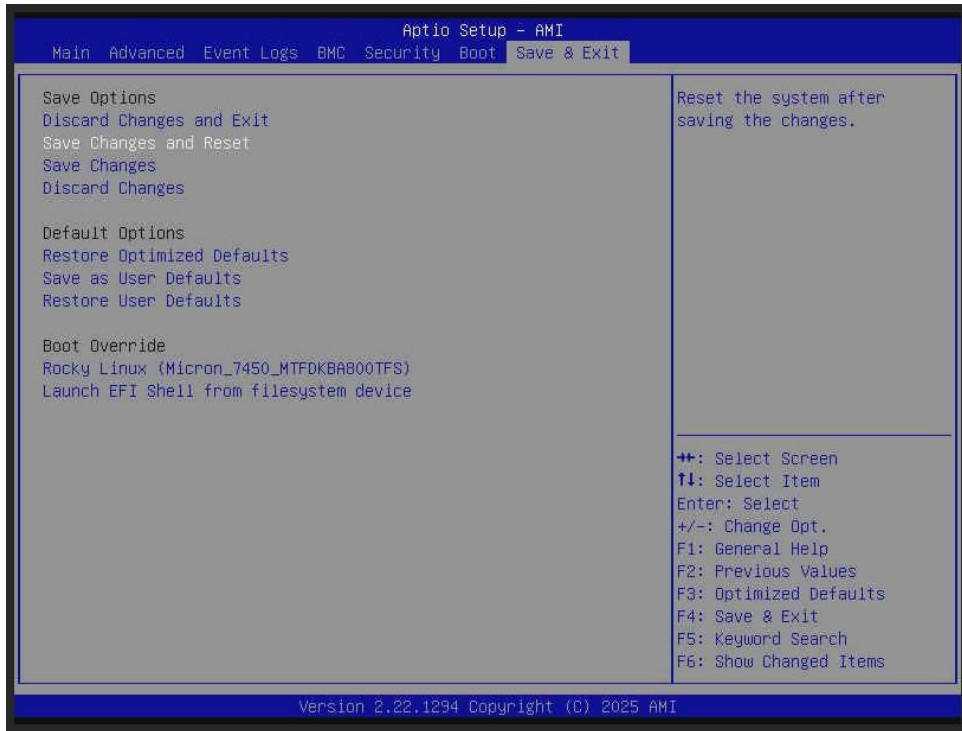 Aptio Setup – AMI
Main Advanced Event Logs BMC Security Boot Save & Exit
Save Options
Discard Changes and Exit
Save Changes and Reset
Save Changes
Discard Changes
Default Options
Restore Optimized Defaults
Save as User Defaults
Restore User Defaults
Boot Override
Rocky Linux (Micron_7450_MTFDKBA800TFS)
Launch EFI Shell from filesystem device
Reset the system after
saving the changes.
→←: Select Screen
↑↓: Select Item
Enter: Select
+/-: Change Opt.
F1: General Help
F2: Previous Values
F3: Optimized Defaults
F4: Save & Exit
F5: Keyword Search
F6: Show Changed Items
Version 2.22.1294 Copyright (C) 2025 AMI